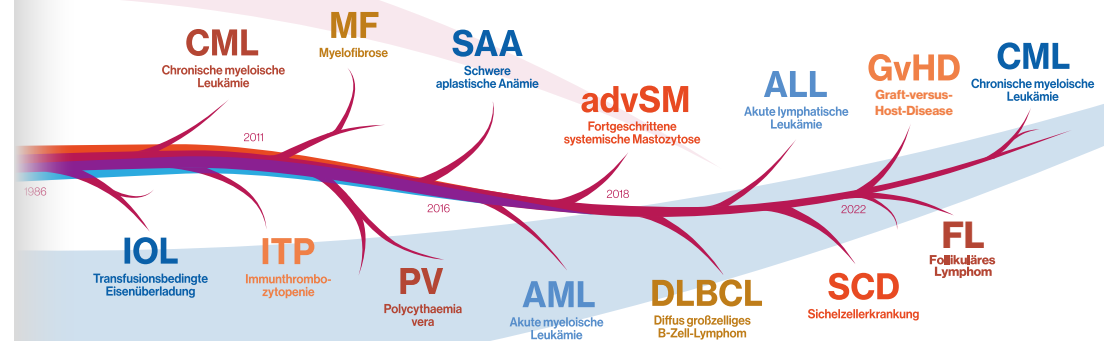 CML
Chronische myeloische
Leukämie
MF
Myelofibrose
SAA
Schwere
aplastische Anämie
advSM
Fortgeschrittene
systemische Mastozytose
ALL
Akute lymphatische
Leukämie
GvHD
Graft-versus-
Host-Disease
CML
Chronische myeloische
Leukämie
2011
1986
2016
2018
2022
IOL
Transfusionsbedingte
Eisenüberladung
ITP
Immunthrombo-
zytopenie
PV
Polycythaemia
vera
AML
Akute myeloische
Leukämie
DLBCL
Diffus großzelliges
B-Zell-Lymphom
SCD
Sichelzellerkrankung
FL
Follikuläres
Lymphom